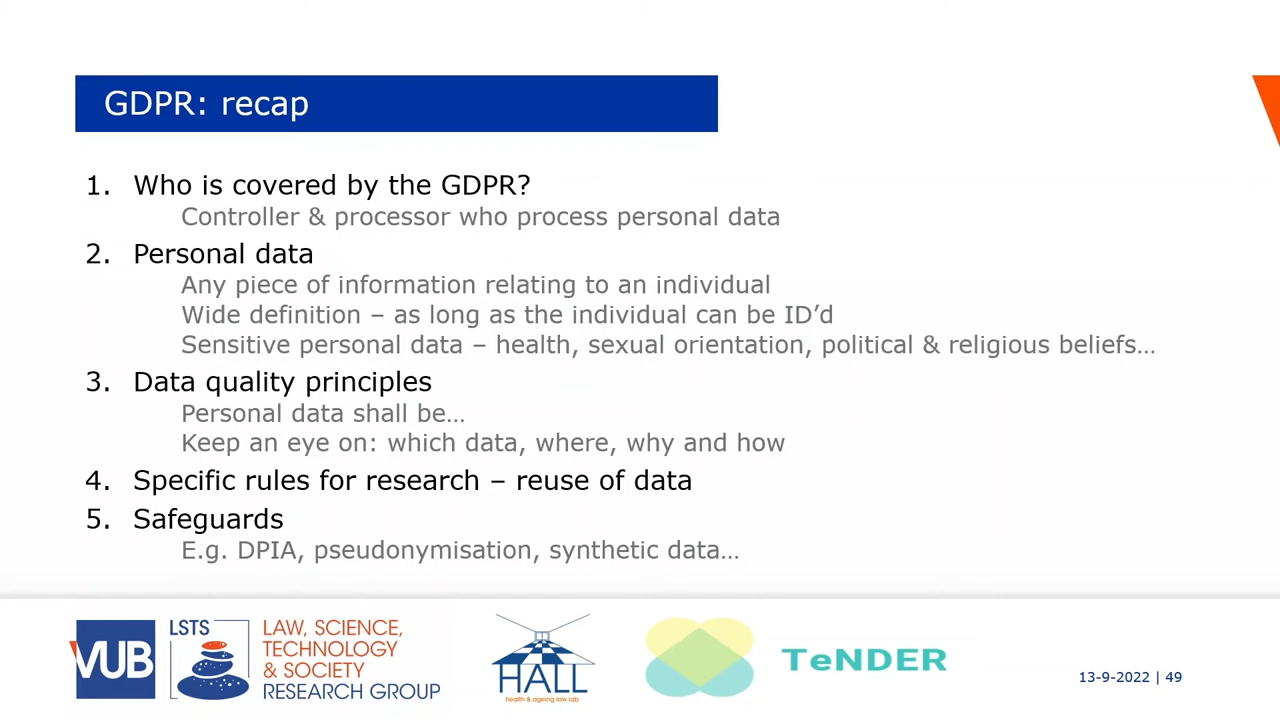 GDPR: recap
1. Who is covered by the GDPR?
Controller & processor who process personal data
2. Personal data
Any piece of information relating to an individual
Wide definition – as long as the individual can be ID’d
Sensitive personal data – health, sexual orientation, political & religious beliefs…
3. Data quality principles
Personal data shall be…
Keep an eye on: which data, where, why and how
4. Specific rules for research – reuse of data
5. Safeguards
E.g. DPIA, pseudonymisation, synthetic data…
VUB
LSTS
LAW, SCIENCE,
TECHNOLOGY
& SOCIETY
RESEARCH GROUP
HALL
health & ageing law lab
TeNDER
13-9-2022 | 49